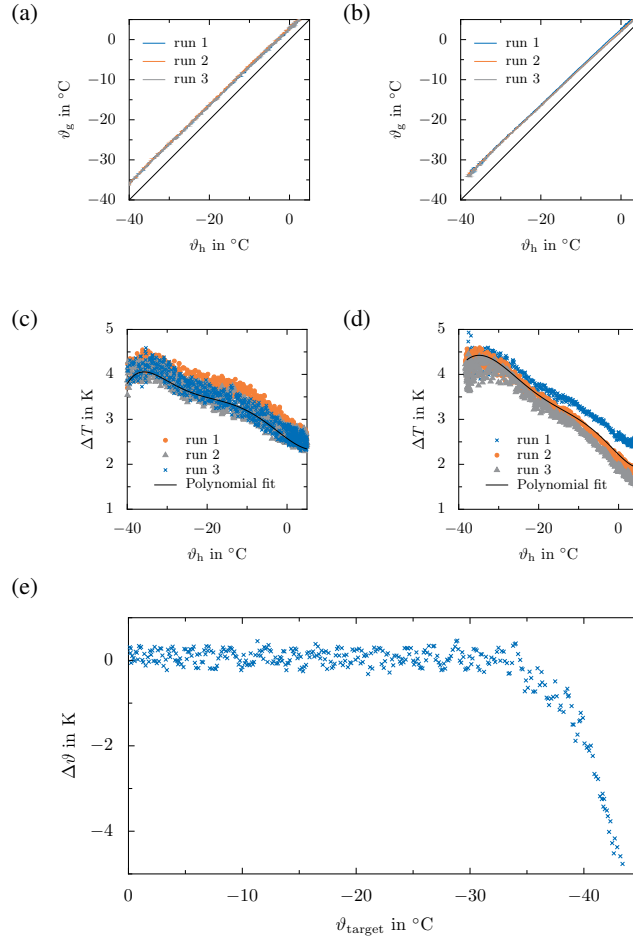 (a)
0
−10
−20
−30
−40
ϑg in °C
run 1
run 2
run 3
−40
−20
0
ϑh in °C
(b)
0
−10
−20
−30
−40
ϑg in °C
run 1
run 2
run 3
−40
−20
0
ϑh in °C
(c)
5
4
3
2
1
ΔT in K
run 1
run 2
run 3
Polynomial fit
−40
−20
0
ϑh in °C
(d)
5
4
3
2
1
ΔT in K
run 1
run 2
run 3
Polynomial fit
−40
−20
0
ϑh in °C
(e)
0
−2
−4
Δϑ in K
0
−10
−20
−30
−40
ϑtarget in °C